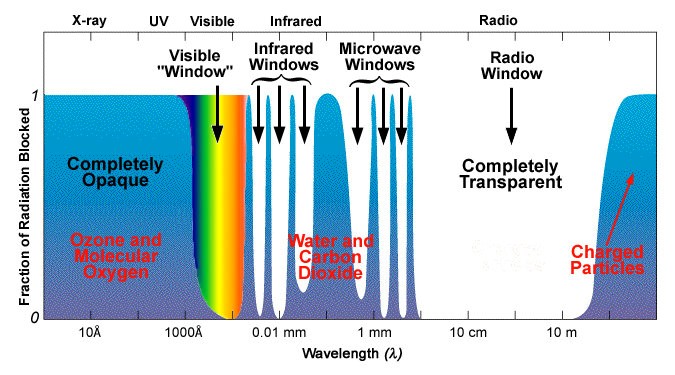 X-ray UV Visible Infrared Radio
Visible
"Window"
Infrared
Windows
Microwave
Windows
Radio
Window
Fraction of Radiation Blocked
1
0
Completely
Opaque
Completely
Transparent
Ozone and
Molecular
Oxygen
Water and
Carbon
Dioxide
Charged
Particles
10Å 1000Å 0.01 mm 1 mm 10 cm 10 m
Wavelength (λ)